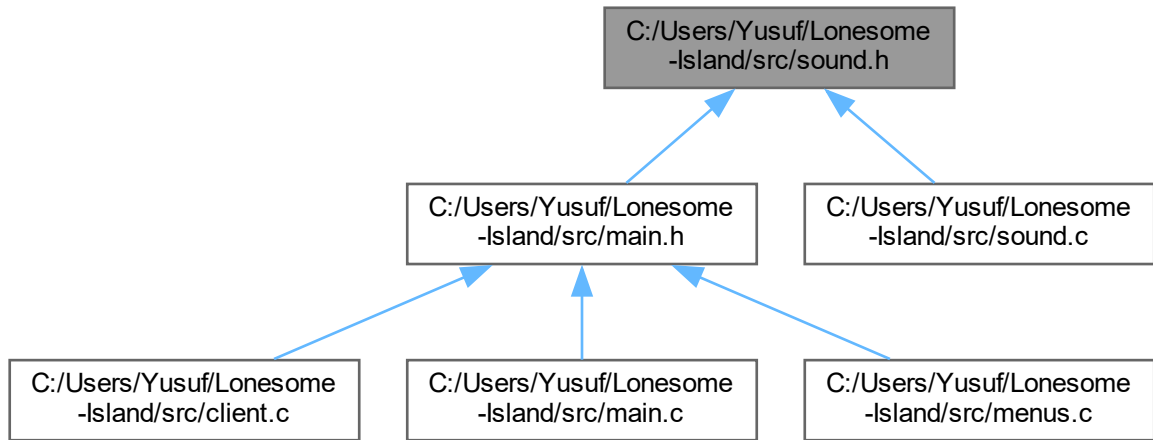 C:/Users/Yusuf/Lonesome
-Island/src/sound.h
C:/Users/Yusuf/Lonesome
-Island/src/main.h
C:/Users/Yusuf/Lonesome
-Island/src/sound.c
C:/Users/Yusuf/Lonesome
-Island/src/client.c
C:/Users/Yusuf/Lonesome
-Island/src/main.c
C:/Users/Yusuf/Lonesome
-Island/src/menus.c